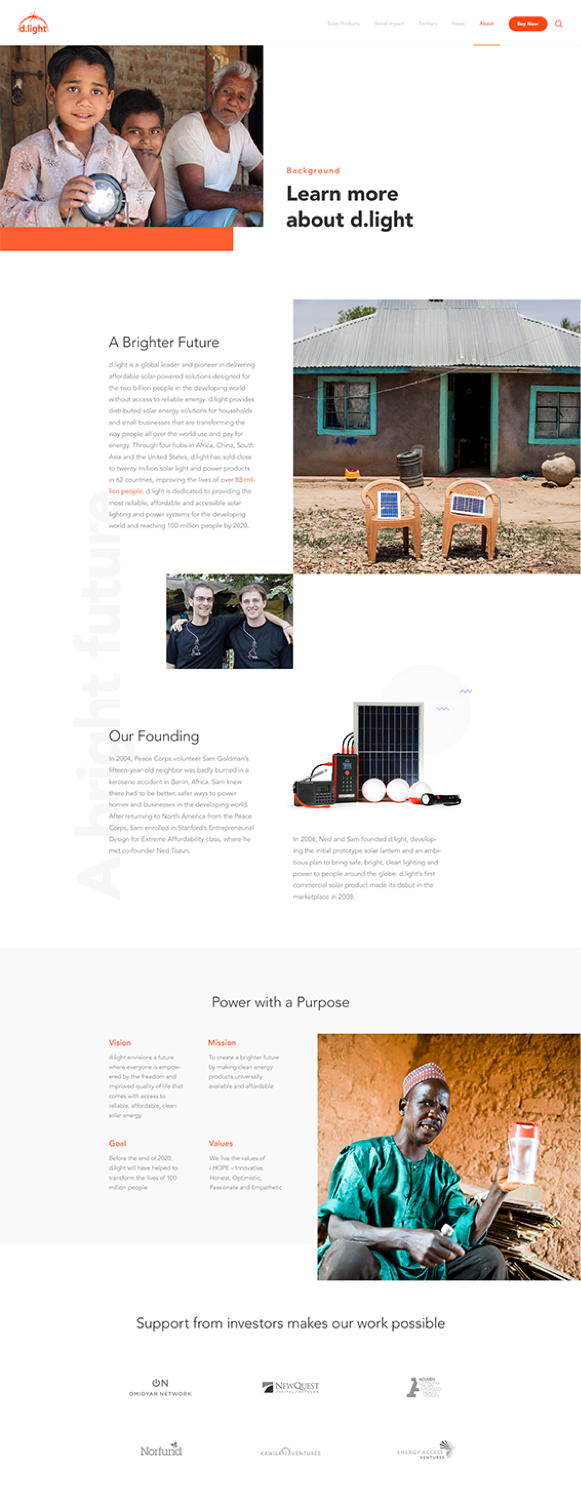 d.light
Solar Products
Social Impact
Partners
News
About
Buy Now
Background
Learn more
about d.light
A Brighter Future
d.light is a global leader and pioneer in delivering
affordable solar-powered solutions designed for
the two billion people in the developing world
without access to reliable energy. d.light provides
distributed solar energy solutions for households
and small businesses that are transforming the
way people all over the world use and pay for
energy. Through four hubs in Africa, China, South
Asia and the United States, d.light has sold close
to twenty million solar light and power products
in 62 countries, improving the lives of over 83 mil-
lion people. d.light is dedicated to providing the
most reliable, affordable and accessible solar
lighting and power systems for the developing
world and reaching 100 million people by 2020.
A bright future
Our Founding
In 2004, Peace Corps volunteer Sam Goldman's
fifteen-year-old neighbor was badly burned in a
kerosene accident in Benin, Africa. Sam knew
there had to be better, safer ways to power
homes and businesses in the developing world.
After returning to North America from the Peace
Corps, Sam enrolled in Stanford's Entrepreneurial
Design for Extreme Affordability class, where he
met co-founder Ned Tozun.
In 2006, Ned and Sam founded d.light, develop-
ing the initial prototype solar lantern and an ambi-
tious plan to bring safe, bright, clean lighting and
power to people around the globe. d.light's first
commercial solar product made its debut in the
marketplace in 2008.
Power with a Purpose
Vision
d.light envisions a future
where everyone is empow-
ered by the freedom and
improved quality of life that
comes with access to
reliable, affordable, clean
solar energy
Mission
To create a brighter future
by making clean energy
products universally
available and affordable
Goal
Before the end of 2020,
d.light will have helped to
transform the lives of 100
million people
Values
We live the values of
i.HOPE – Innovative,
Honest, Optimistic,
Passionate and Empathetic
Support from investors makes our work possible
ON
OMIDYAR NETWORK
NEWQUEST
CAPITAL PARTNERS
ACUMEN
Norfund
KAWISAFI VENTURES
ENERGY ACCESS
VENTURES